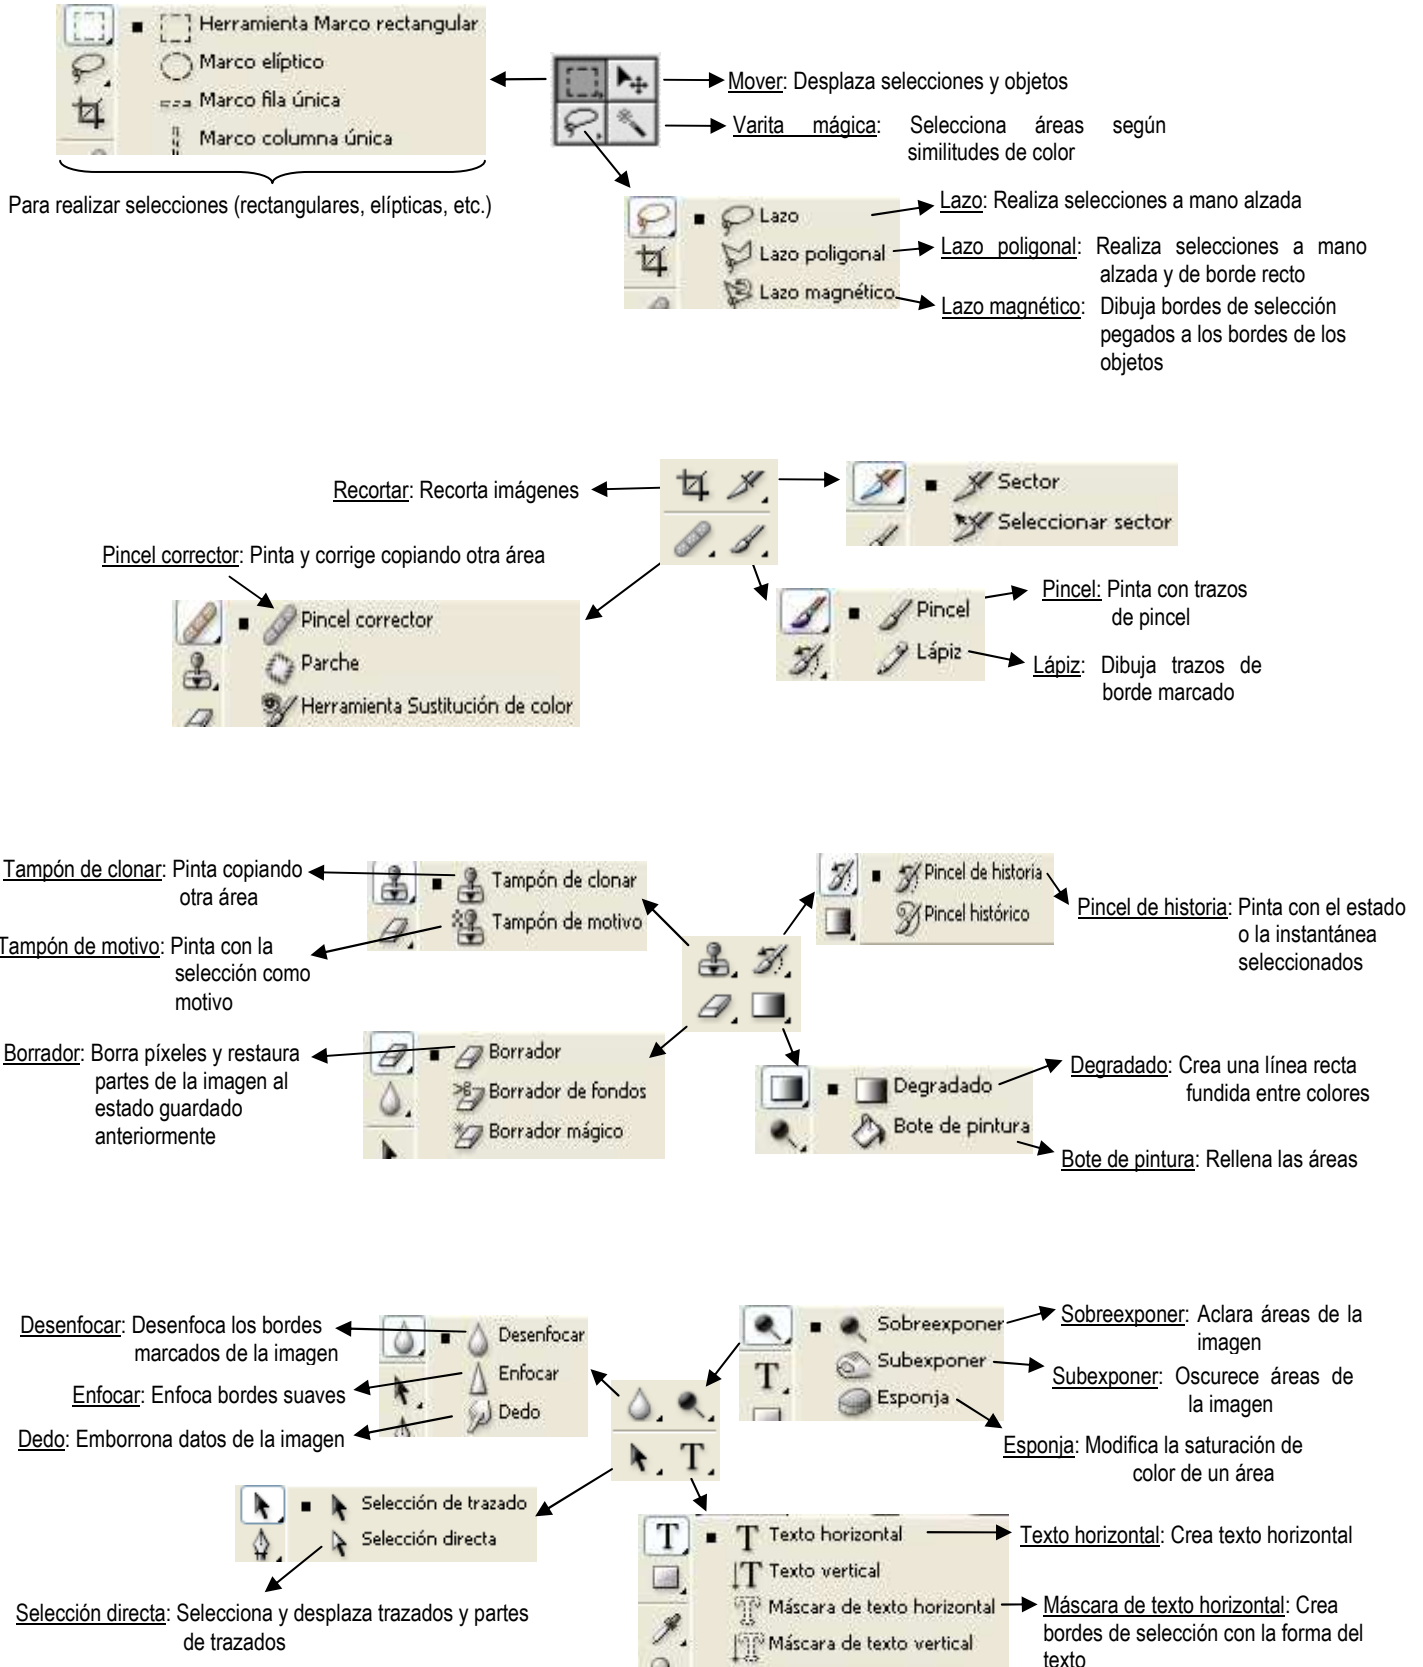 Herramienta Marco rectangular
Marco elíptico
Marco fila única
Marco columna única
Para realizar selecciones (rectangulares, elípticas, etc.)
Mover: Desplaza selecciones y objetos
Varita mágica: Selecciona áreas según
similitudes de color
Lazo
Lazo poligonal
Lazo magnético
Lazo: Realiza selecciones a mano alzada
Lazo poligonal: Realiza selecciones a mano
alzada y de borde recto
Lazo magnético: Dibuja bordes de selección
pegados a los bordes de los
objetos
Recortar: Recorta imágenes
Sector
Seleccionar sector
Pincel corrector: Pinta y corrige copiando otra área
Pincel corrector
Parche
Herramienta Sustitución de color
Pincel
Lápiz
Pincel: Pinta con trazos
de pincel
Lápiz: Dibuja trazos de
borde marcado
Tampón de clonar: Pinta copiando
otra área
Tampón de motivo: Pinta con la
selección como
motivo
Tampón de clonar
Tampón de motivo
Pincel de historia
Pincel histórico
Pincel de historia: Pinta con el estado
o la instantánea
seleccionados
Borrador: Borra píxeles y restaura
partes de la imagen al
estado guardado
anteriormente
Borrador
Borrador de fondos
Borrador mágico
Degradado
Bote de pintura
Degradado: Crea una línea recta
fundida entre colores
Bote de pintura: Rellena las áreas
Desenfocar: Desenfoca los bordes
marcados de la imagen
Enfocar: Enfoca bordes suaves
Dedo: Emborrona datos de la imagen
Desenfocar
Enfocar
Dedo
T
Sobreexponer
Subexponer
Esponja
Sobreexponer: Aclara áreas de la
imagen
Subexponer: Oscurece áreas de
la imagen
Esponja: Modifica la saturación de
color de un área
T
Selección de trazado
Selección directa
Selección directa: Selecciona y desplaza trazados y partes
de trazados
T
T Texto horizontal
T Texto vertical
T Máscara de texto horizontal
T Máscara de texto vertical
Texto horizontal: Crea texto horizontal
Máscara de texto horizontal: Crea
bordes de selección con la forma del
texto